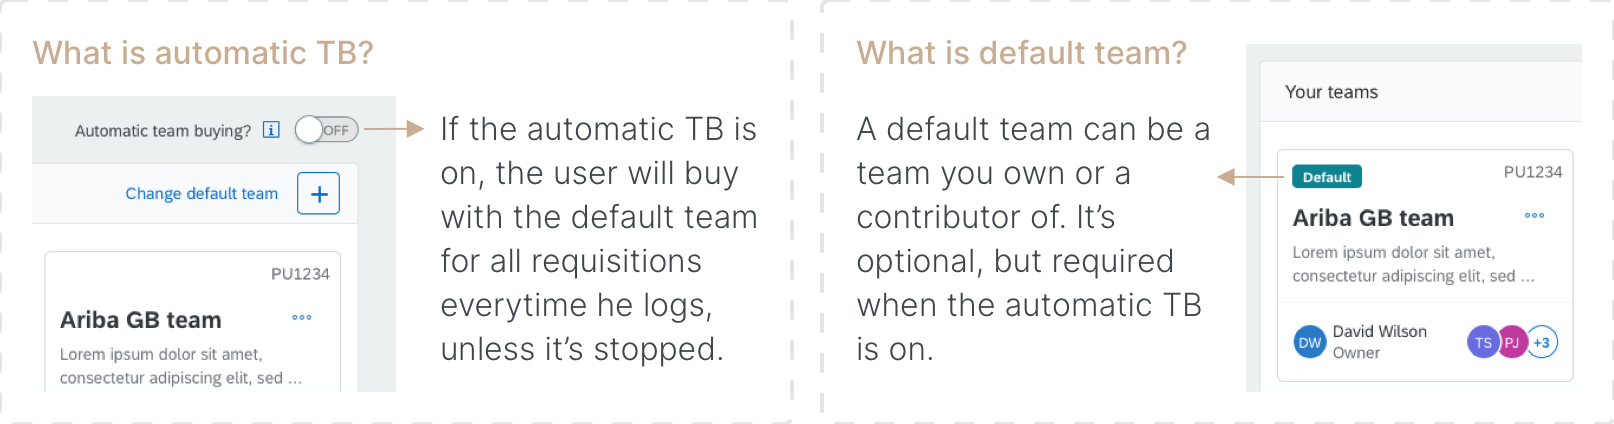 What is automatic TB?
Automatic team buying? i OFF
Change default team +
PU1234
Ariba GB team
Lorem ipsum dolor sit amet,
consectetur adipiscing elit, sed ...
If the automatic TB is
on, the user will buy
with the default team
for all requisitions
everytime he logs,
unless it’s stopped.
What is default team?
A default team can be a
team you own or a
contributor of. It’s
optional, but required
when the automatic TB
is on.
Your teams
Default PU1234
Ariba GB team
Lorem ipsum dolor sit amet,
consectetur adipiscing elit, sed ...
DW David Wilson
Owner
TS PJ +3